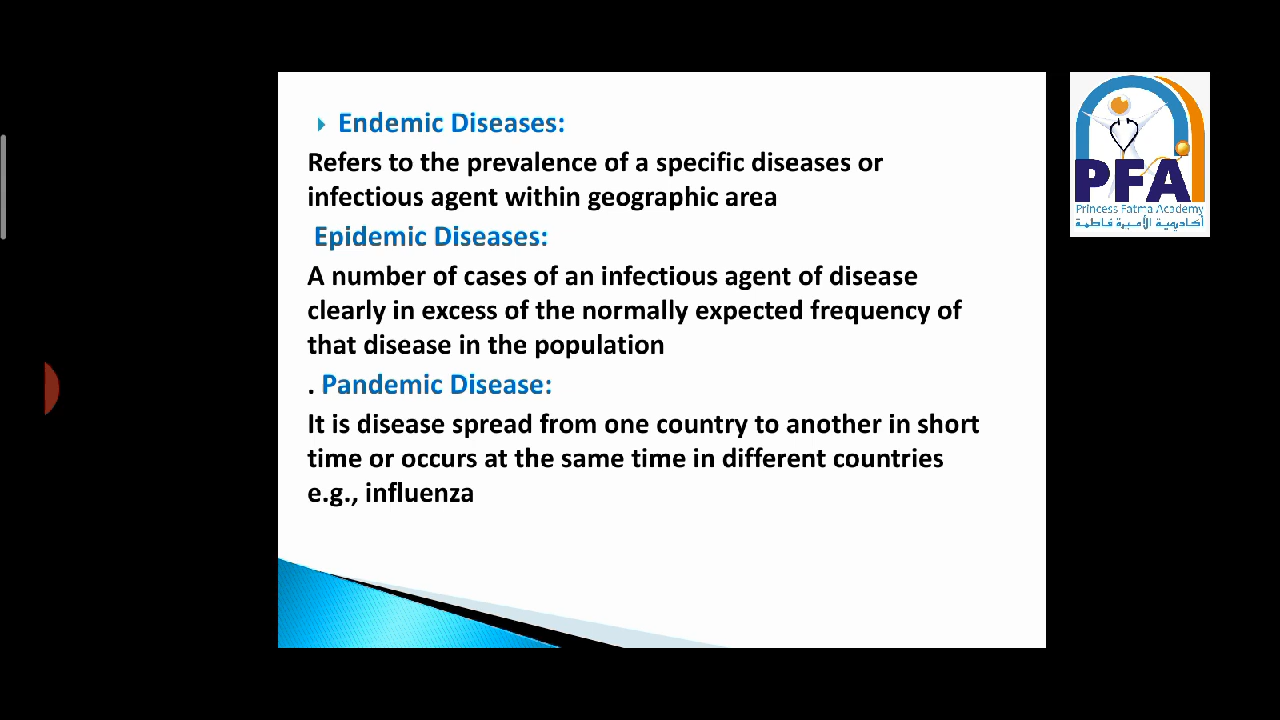 Endemic Diseases:
Refers to the prevalence of a specific diseases or
infectious agent within geographic area
Epidemic Diseases:
A number of cases of an infectious agent of disease
clearly in excess of the normally expected frequency of
that disease in the population
. Pandemic Disease:
It is disease spread from one country to another in short
time or occurs at the same time in different countries
e.g., influenza
PFA
Princess Fatma Academy
أكاديمية الأميرة فاطمة